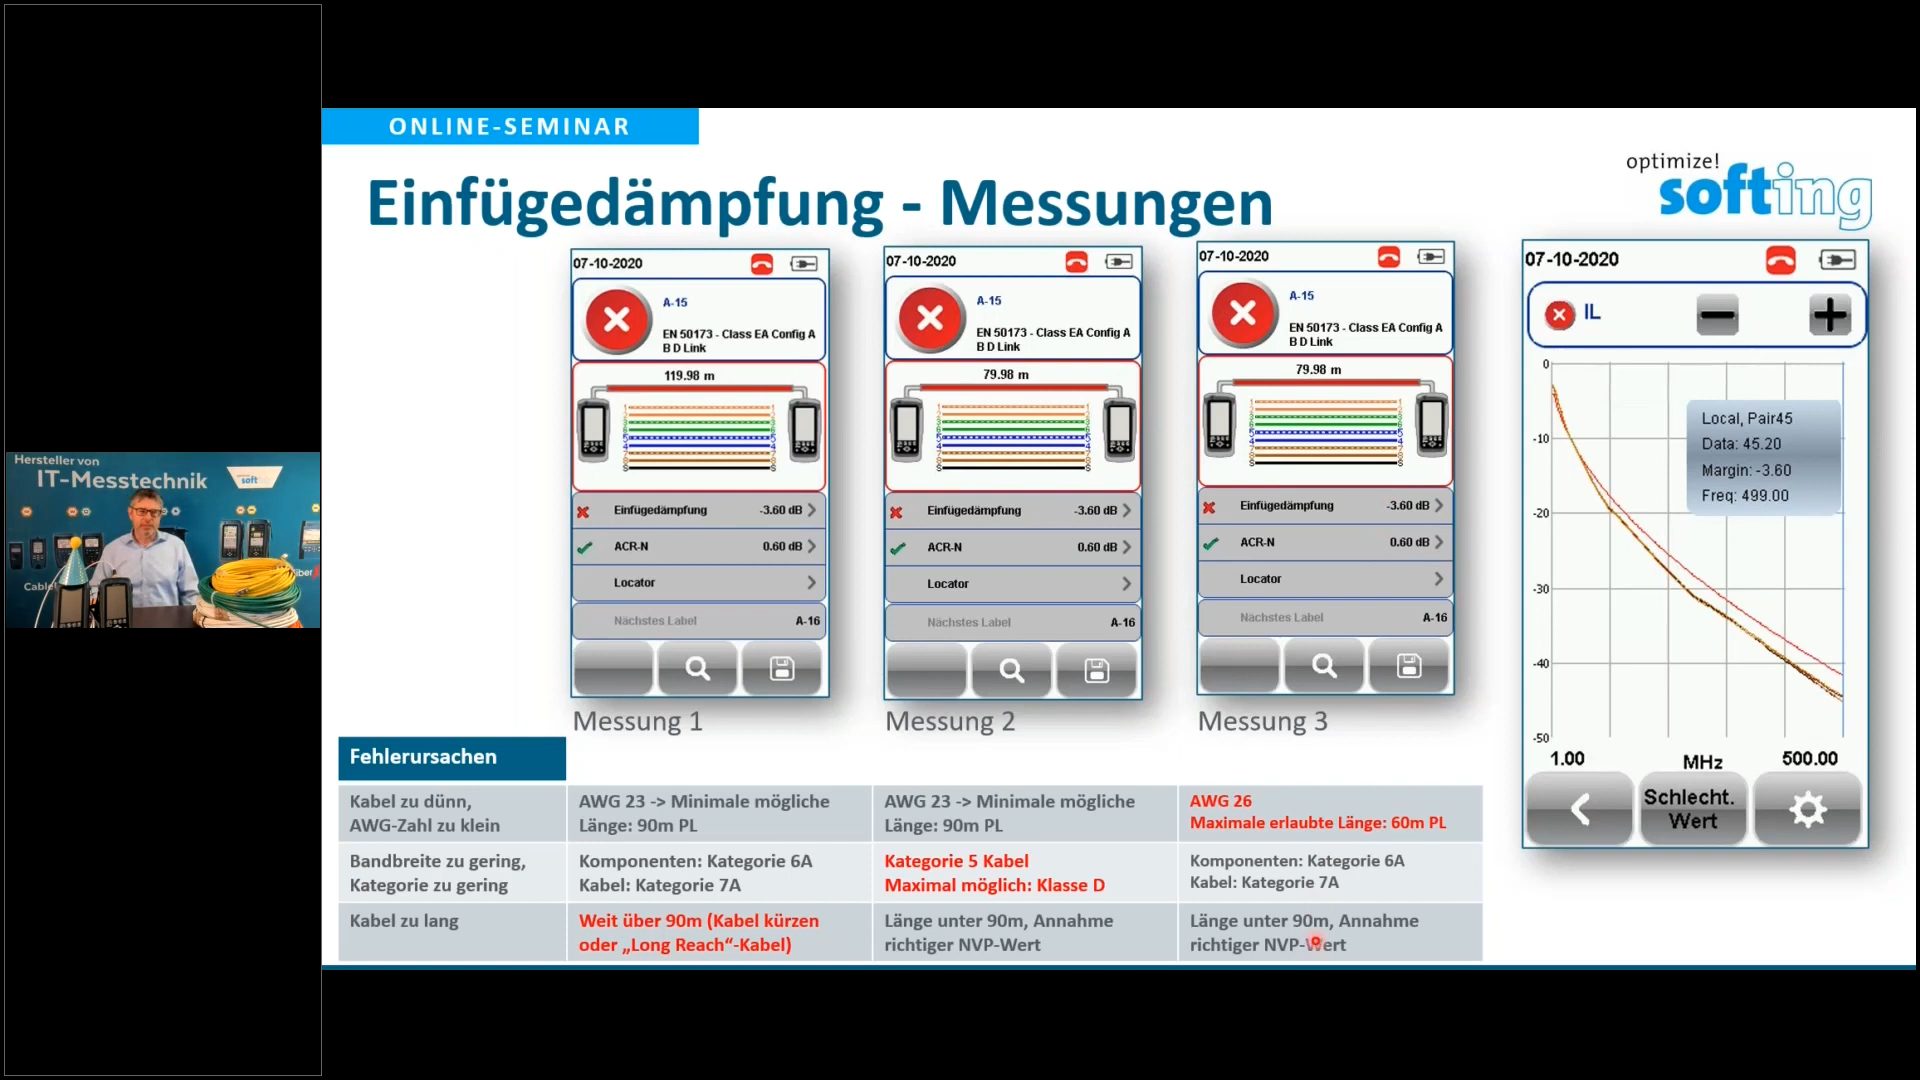 ONLINE-SEMINAR
Einfügedämpfung - Messungen
optimize!
softing
Hersteller von
IT-Messtechnik
soft
Cable
07-10-2020
A-15
EN 50173 - Class EA Config A
B D Link
119.98 m
Einfügedämpfung -3.60 dB
ACR-N 0.60 dB
Locator
Nächstes Label A-16
Messung 1
07-10-2020
A-15
EN 50173 - Class EA Config A
B D Link
79.98 m
Einfügedämpfung -3.60 dB
ACR-N 0.60 dB
Locator
Nächstes Label A-16
Messung 2
07-10-2020
A-15
EN 50173 - Class EA Config A
B D Link
79.98 m
Einfügedämpfung -3.60 dB
ACR-N 0.60 dB
Locator
Nächstes Label A-16
Messung 3
07-10-2020
IL
Local, Pair45
Data: 45.20
Margin: -3.60
Freq: 499.00
0
-10
-20
-30
-40
-50
1.00 MHz 500.00
Schlecht.
Wert
Fehlerursachen
Kabel zu dünn,
AWG-Zahl zu klein
AWG 23 -> Minimale mögliche
Länge: 90m PL
AWG 23 -> Minimale mögliche
Länge: 90m PL
AWG 26
Maximale erlaubte Länge: 60m PL
Bandbreite zu gering,
Kategorie zu gering
Komponenten: Kategorie 6A
Kabel: Kategorie 7A
Kategorie 5 Kabel
Maximal möglich: Klasse D
Komponenten: Kategorie 6A
Kabel: Kategorie 7A
Kabel zu lang
Weit über 90m (Kabel kürzen
oder „Long Reach“-Kabel)
Länge unter 90m, Annahme
richtiger NVP-Wert
Länge unter 90m, Annahme
richtiger NVP-Wert